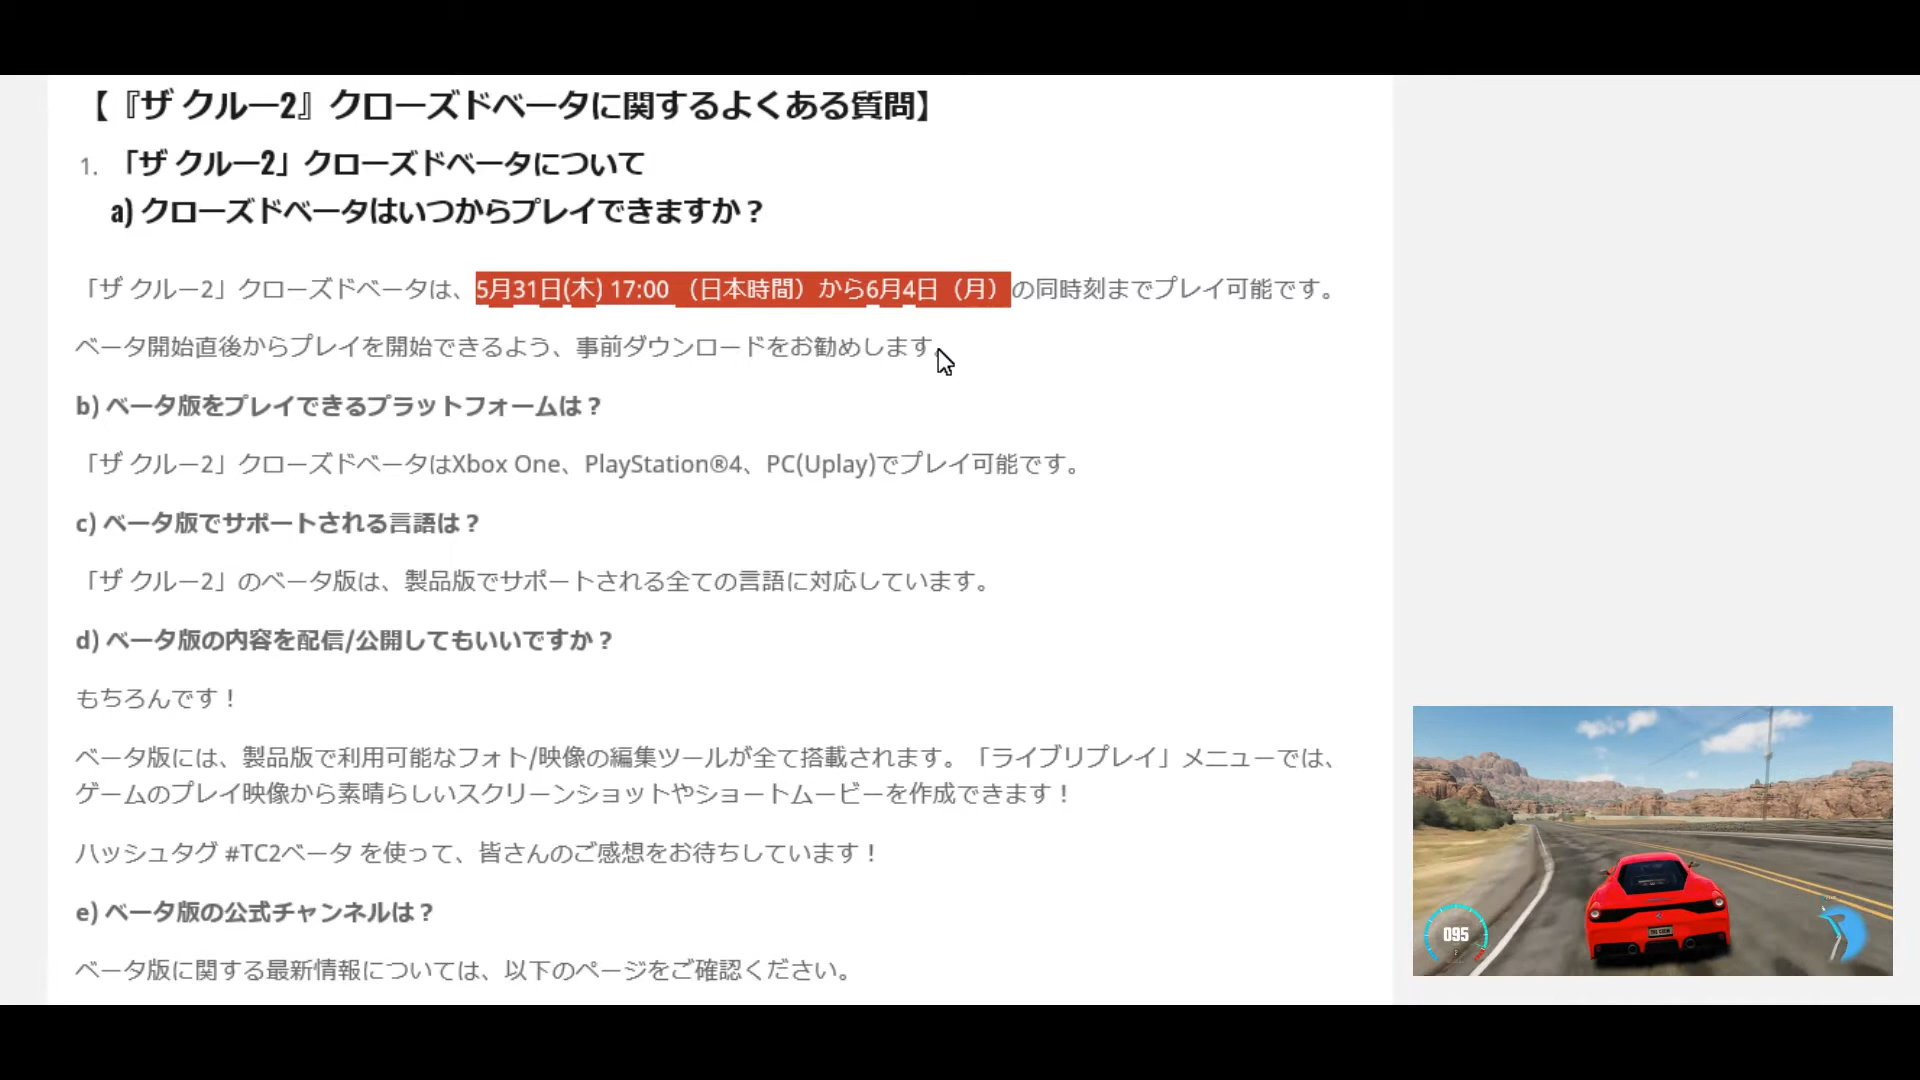 【『ザ クルー2』クローズドベータに関するよくある質問】
1. 「ザ クルー2」クローズドベータについて
a) クローズドベータはいつからプレイできますか？
「ザ クルー2」クローズドベータは、5月31日(木) 17:00 （日本時間）から6月4日（月）の同時刻までプレイ可能です。
ベータ開始直後からプレイを開始できるよう、事前ダウンロードをお勧めします。
b) ベータ版をプレイできるプラットフォームは？
「ザ クルー2」クローズドベータはXbox One、PlayStation®4、PC(Uplay)でプレイ可能です。
c) ベータ版でサポートされる言語は？
「ザ クルー2」のベータ版は、製品版でサポートされる全ての言語に対応しています。
d) ベータ版の内容を配信/公開してもいいですか？
もちろんです！
ベータ版には、製品版で利用可能なフォト/映像の編集ツールが全て搭載されます。「ライブリプレイ」メニューでは、
ゲームのプレイ映像から素晴らしいスクリーンショットやショートムービーを作成できます！
ハッシュタグ #TC2ベータ を使って、皆さんのご感想をお待ちしています！
e) ベータ版の公式チャンネルは？
ベータ版に関する最新情報については、以下のページをご確認ください。
095